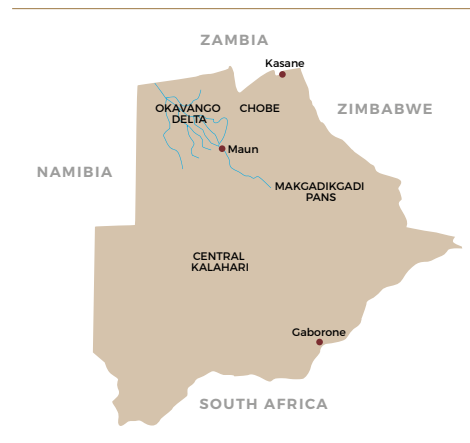 ZAMBIA
Kasane
OKAVANGO
DELTA
CHOBE
ZIMBABWE
Maun
NAMIBIA
MAKGADIKGADI
PANS
CENTRAL
KALAHARI
Gaborone
SOUTH AFRICA